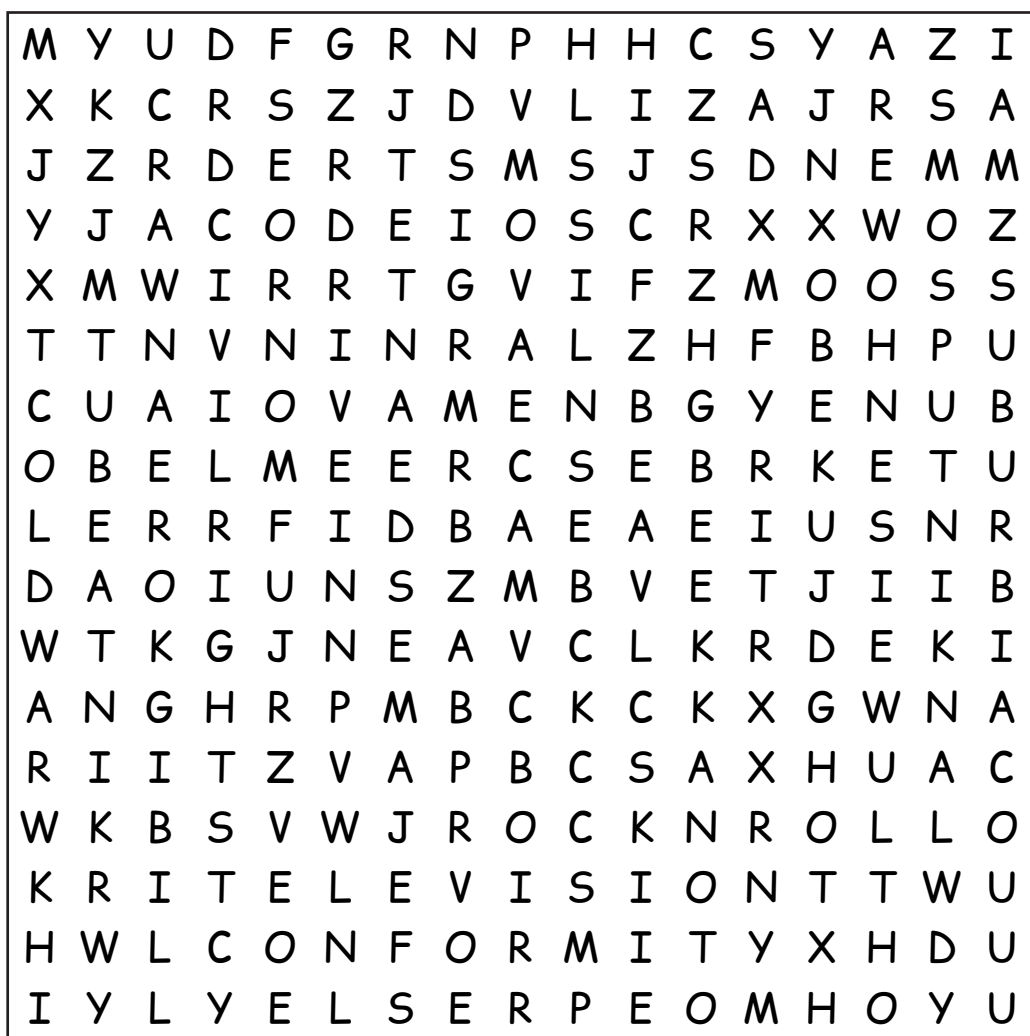 M Y U D F G R N P H H C S Y A Z I
X K C R S Z J D V L I Z A J R S A
J Z R D E R T S M S J S D N E M M
Y J A C O D E I O S C R X X W O Z
X M W I R R T G V I F Z M O O S S
T T N V N I N R A L Z H F B H P U
C U A I O V A M E N B G Y E N U B
O B E L M E E R C S E B R K E T U
L E R R F I D B A E A E I U S N R
D A O I U N S Z M B V E T J I I B
W T K G J N E A V C L K R D E K I
A N G H R P M B C K C K X G W N A
R I I T Z V A P B C S A X H U A C
W K B S V W J R O C K N R O L L O
K R I T E L E V I S I O N T T W U
H W L C O N F O R M I T Y X H D U
I Y L Y E L S E R P E O M H O Y U